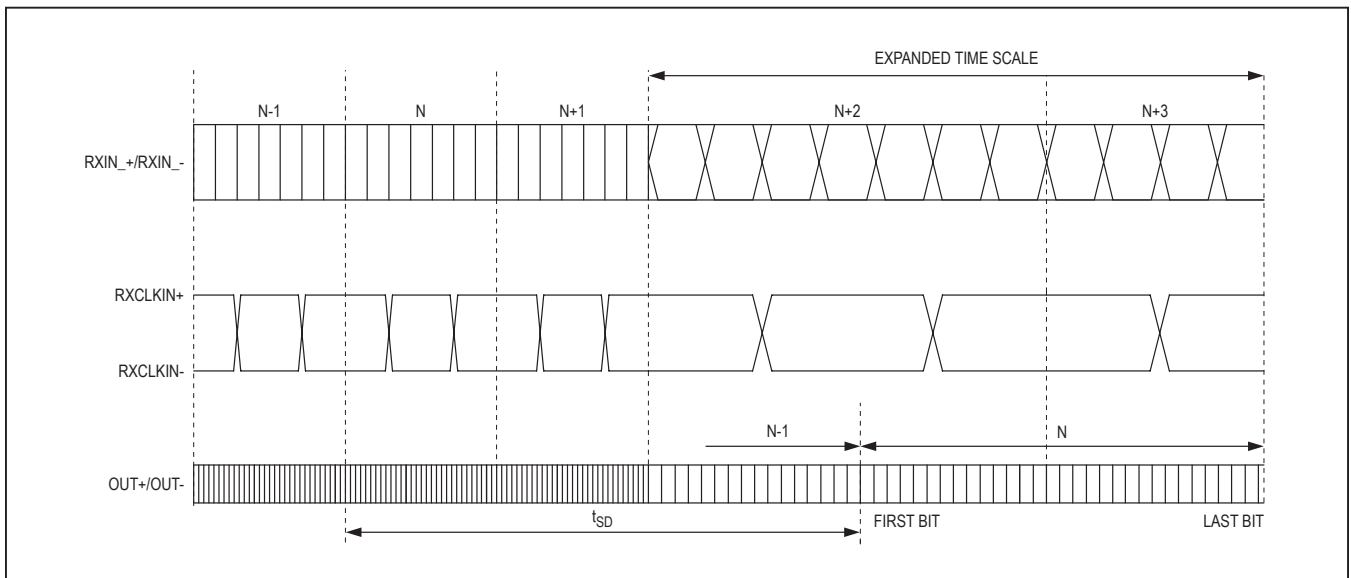 EXPANDED TIME SCALE
N-1 N N+1 N+2 N+3
RXIN_+/RXIN_-
RXCLKIN+
RXCLKIN-
N-1 N
OUT+/OUT-
tSD FIRST BIT LAST BIT